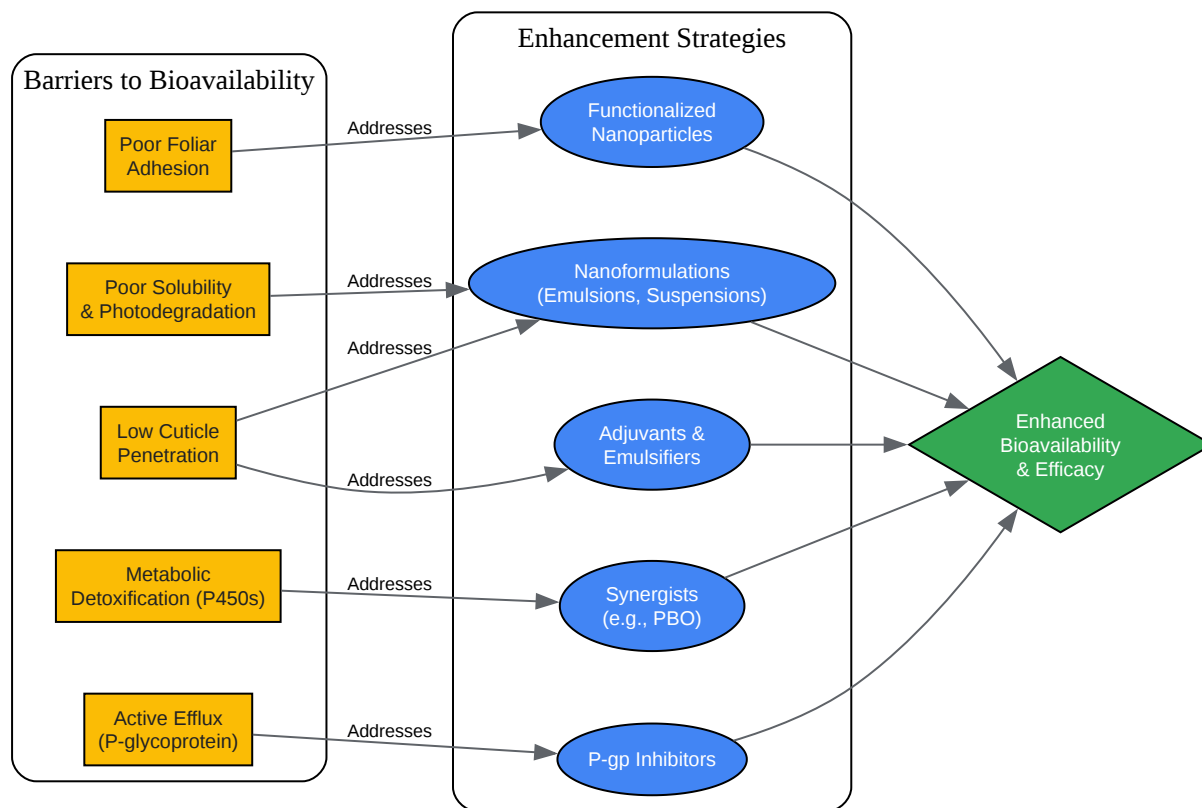 Barriers to Bioavailability
Poor Foliar
Adhesion
Poor Solubility
& Photodegradation
Low Cuticle
Penetration
Metabolic
Detoxification (P450s)
Active Efflux
(P-glycoprotein)
Addresses
Addresses
Addresses
Addresses
Addresses
Addresses
Enhancement Strategies
Functionalized
Nanoparticles
Nanoformulations
(Emulsions, Suspensions)
Adjuvants &
Emulsifiers
Synergists
(e.g., PBO)
P-gp Inhibitors
Enhanced
Bioavailability
& Efficacy